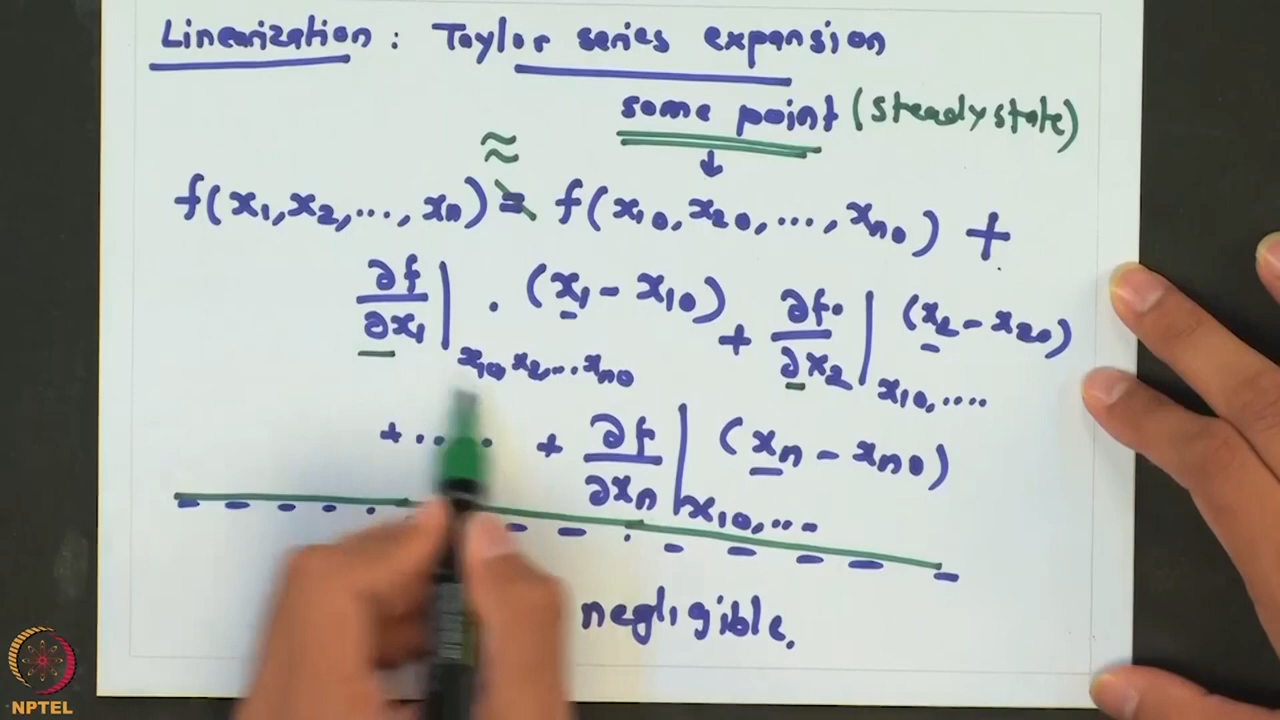 Linearization : Taylor series expansion
some point (steady state)
↓
≈
f(x₁, x₂, ..., xn) = f(x₁₀, x₂₀, ..., xn₀) +
∂f/∂x₁ |x₁₀, x₂, ... xn₀ . (x₁ - x₁₀) + ∂f/∂x₂ |x₁₀, .... (x₂ - x₂₀)
+ .... + ∂f/∂xn |x₁₀, ... (xn - xn₀)
negligible.
NPTEL